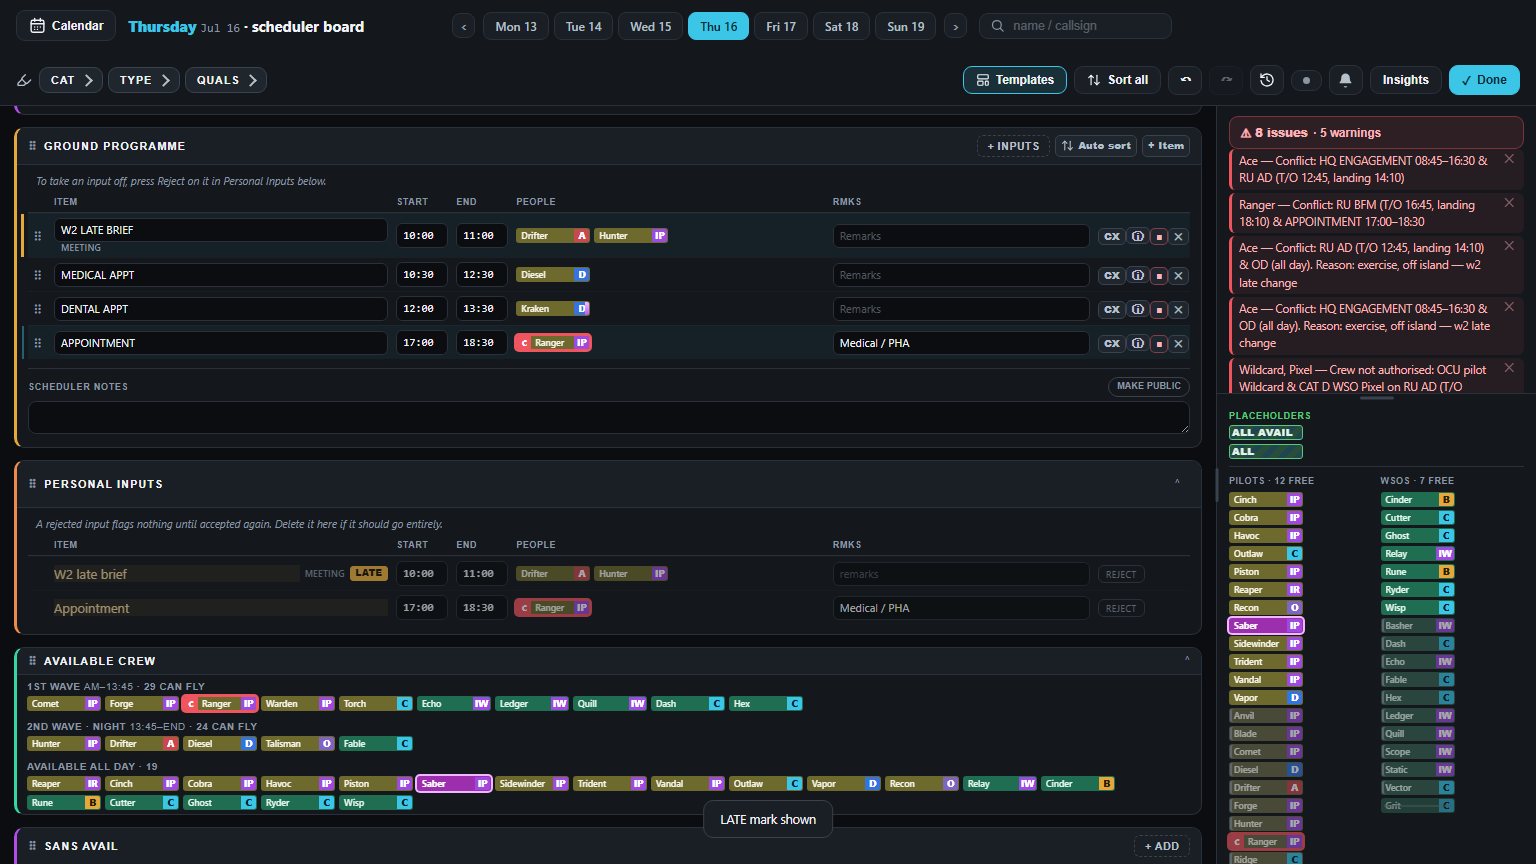 Calendar
Thursday Jul 16 · scheduler board
‹ Mon 13 Tue 14 Wed 15 Thu 16 Fri 17 Sat 18 Sun 19 ›
name / callsign
CAT TYPE QUALS
Templates Sort all Insights ✓ Done
GROUND PROGRAMME
+ INPUTS Auto sort + Item
To take an input off, press Reject on it in Personal Inputs below.
ITEM START END PEOPLE RMKS
W2 LATE BRIEF 10:00 11:00 Drifter A Hunter IP Remarks CX
MEETING
MEDICAL APPT 10:30 12:30 Diesel D Remarks CX
DENTAL APPT 12:00 13:30 Kraken D Remarks CX
APPOINTMENT 17:00 18:30 c Ranger IP Medical / PHA CX
SCHEDULER NOTES MAKE PUBLIC
PERSONAL INPUTS
A rejected input flags nothing until accepted again. Delete it here if it should go entirely.
ITEM START END PEOPLE RMKS
W2 late brief MEETING LATE 10:00 11:00 Drifter A Hunter IP remarks REJECT
Appointment 17:00 18:30 c Ranger IP Medical / PHA REJECT
AVAILABLE CREW
1ST WAVE AM–13:45 · 29 CAN FLY
Comet IP Forge IP c Ranger IP Warden IP Torch C Echo IW Ledger IW Quill IW Dash C Hex C
2ND WAVE · NIGHT 13:45–END · 24 CAN FLY
Hunter IP Drifter A Diesel D Talisman O Fable C
AVAILABLE ALL DAY · 19
Reaper IR Cinch IP Cobra IP Havoc IP Piston IP Saber IP Sidewinder IP Trident IP Vandal IP Outlaw C Vapor D Recon O Relay IW Cinder B
Rune B Cutter C Ghost C Ryder C Wisp C
LATE mark shown
SANS AVAIL + ADD
8 issues · 5 warnings
Ace — Conflict: HQ ENGAGEMENT 08:45–16:30 &
RU AD (T/O 12:45, landing 14:10)
Ranger — Conflict: RU BFM (T/O 16:45, landing
18:10) & APPOINTMENT 17:00–18:30
Ace — Conflict: RU AD (T/O 12:45, landing 14:10)
& OD (all day). Reason: exercise, off island — w2
late change
Ace — Conflict: HQ ENGAGEMENT 08:45–16:30 &
OD (all day). Reason: exercise, off island — w2 late
change
Wildcard, Pixel — Crew not authorised: OCU pilot
Wildcard & CAT D WSO Pixel on RU AD (T/O
PLACEHOLDERS
ALL AVAIL
ALL
PILOTS · 12 FREE WSOS · 7 FREE
Cinch IP Cinder B
Cobra IP Cutter C
Havoc IP Ghost C
Outlaw C Relay IW
Piston IP Rune B
Reaper IR Ryder C
Recon O Wisp C
Saber IP Basher IW
Sidewinder IP Dash C
Trident IP Echo IW
Vandal IP Fable C
Vapor D Hex C
Anvil IP Ledger IW
Blade IP Quill IW
Comet IP Scope IW
Diesel D Static IW
Drifter A Vector C
Forge IP Grit C
Hunter IP
c Ranger IP
Ridge C